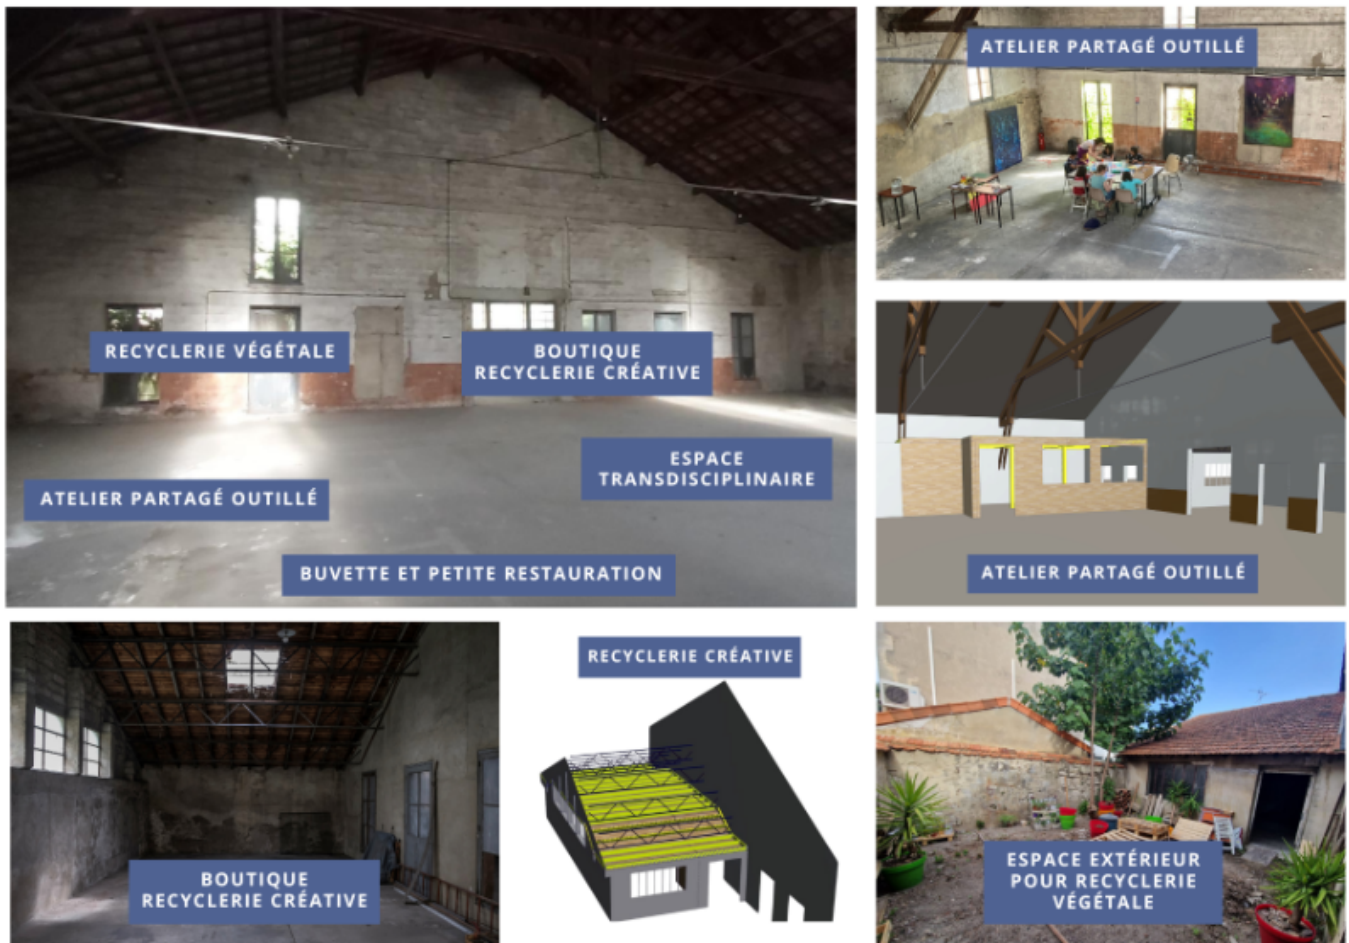 RECYCLERIE VÉGÉTALE
BOUTIQUE
RECYCLERIE CRÉATIVE
ESPACE
TRANSDISCIPLINAIRE
ATELIER PARTAGÉ OUTILLÉ
BUVETTE ET PETITE RESTAURATION
ATELIER PARTAGÉ OUTILLÉ
ATELIER PARTAGÉ OUTILLÉ
BOUTIQUE
RECYCLERIE CRÉATIVE
RECYCLERIE CRÉATIVE
ESPACE EXTÉRIEUR
POUR RECYCLERIE
VÉGÉTALE